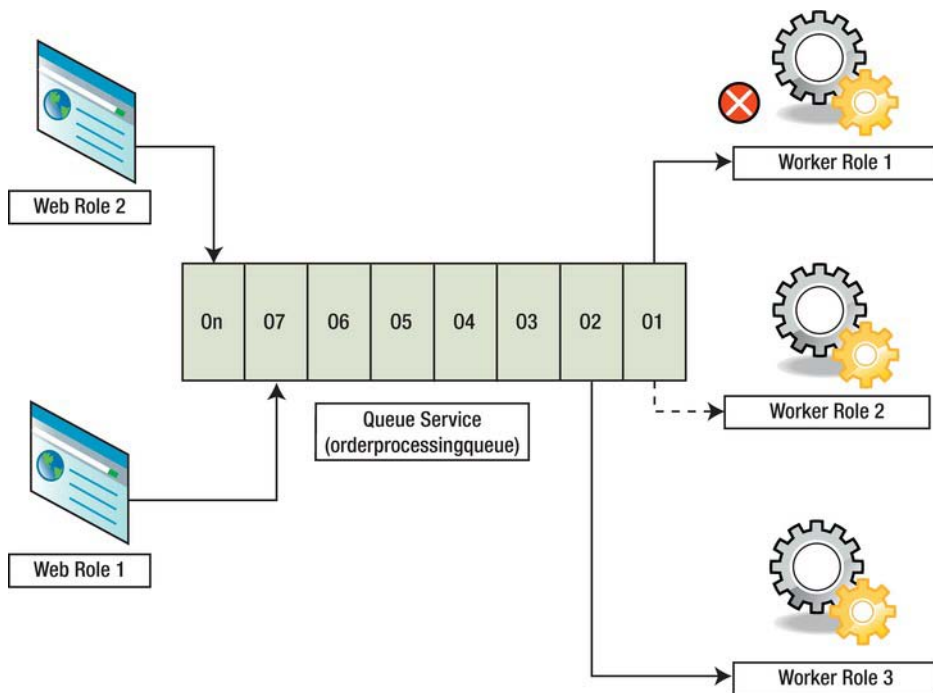 Worker Role 1
Web Role 2
On 07 06 05 04 03 02 01
Queue Service
(orderprocessingqueue)
Worker Role 2
Web Role 1
Worker Role 3